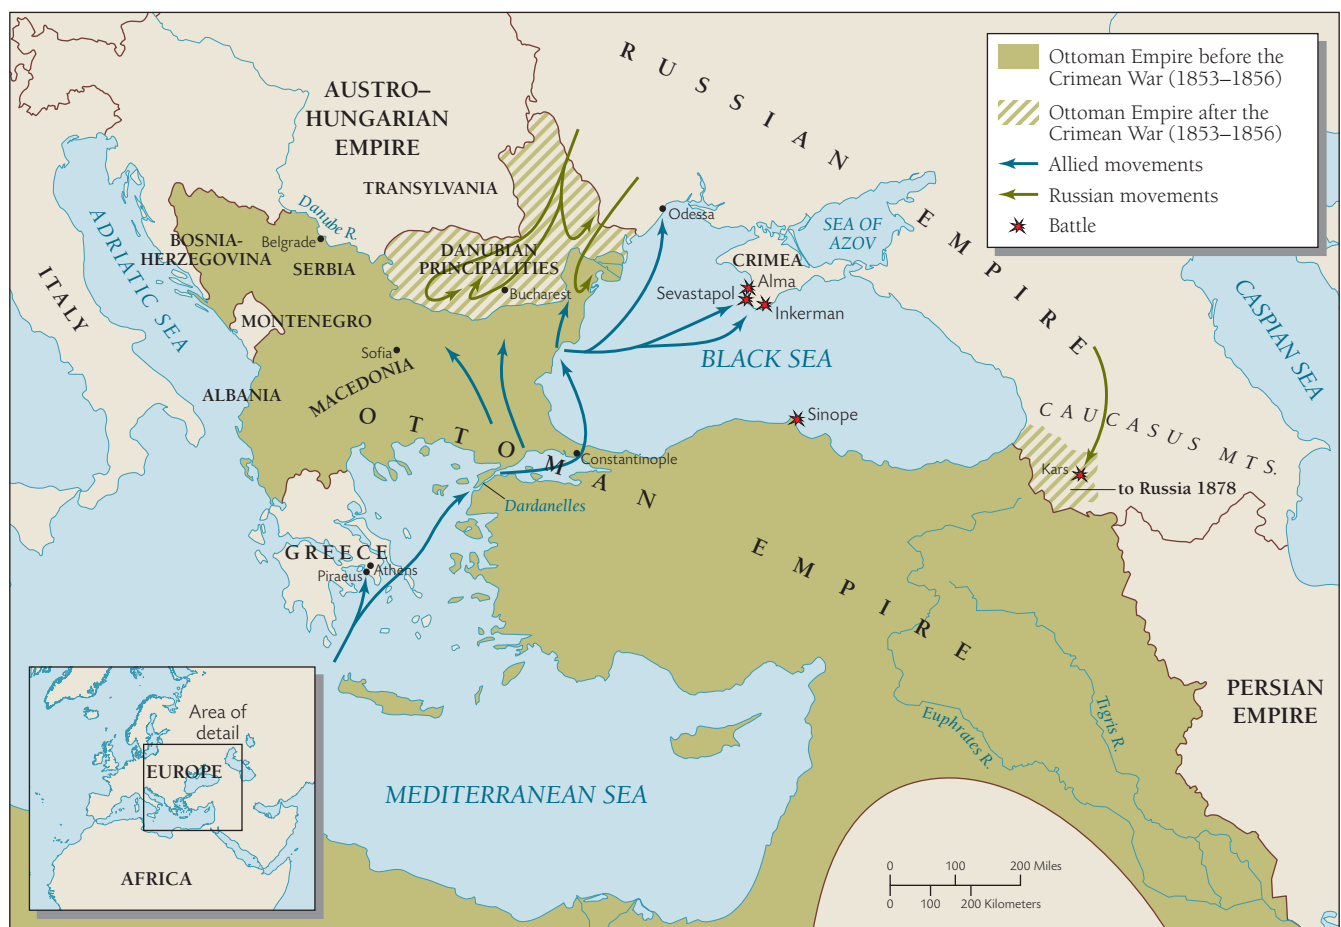 RUSSIAN EMPIRE
Ottoman Empire before the
Crimean War (1853–1856)
Ottoman Empire after the
Crimean War (1853–1856)
Allied movements
Russian movements
Battle
AUSTRO–
HUNGARIAN
EMPIRE
TRANSYLVANIA
Danube R.
Odessa
SEA OF
AZOV
ADRIATIC SEA
BOSNIA-
HERZEGOVINA
Belgrade
SERBIA
DANUBIAN
PRINCIPALITIES
Bucharest
CRIMEA
Alma
Sevastapol
Inkerman
ITALY
MONTENEGRO
Sofia
MACEDONIA
ALBANIA
BLACK SEA
CASPIAN SEA
Sinope
CAUCASUS MTS.
OTTOMAN EMPIRE
Constantinople
Kars
to Russia 1878
Dardanelles
GREECE
Athens
Piraeus
PERSIAN
EMPIRE
Tigris R.
Euphrates R.
MEDITERRANEAN SEA
Area of
detail
EUROPE
AFRICA
0 100 200 Miles
0 100 200 Kilometers